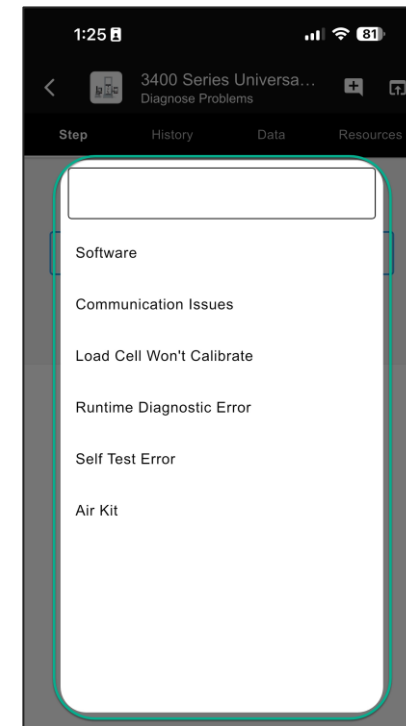 1:25
81
3400 Series Universa...
Diagnose Problems
Step History Data Resources
Software
Communication Issues
Load Cell Won't Calibrate
Runtime Diagnostic Error
Self Test Error
Air Kit